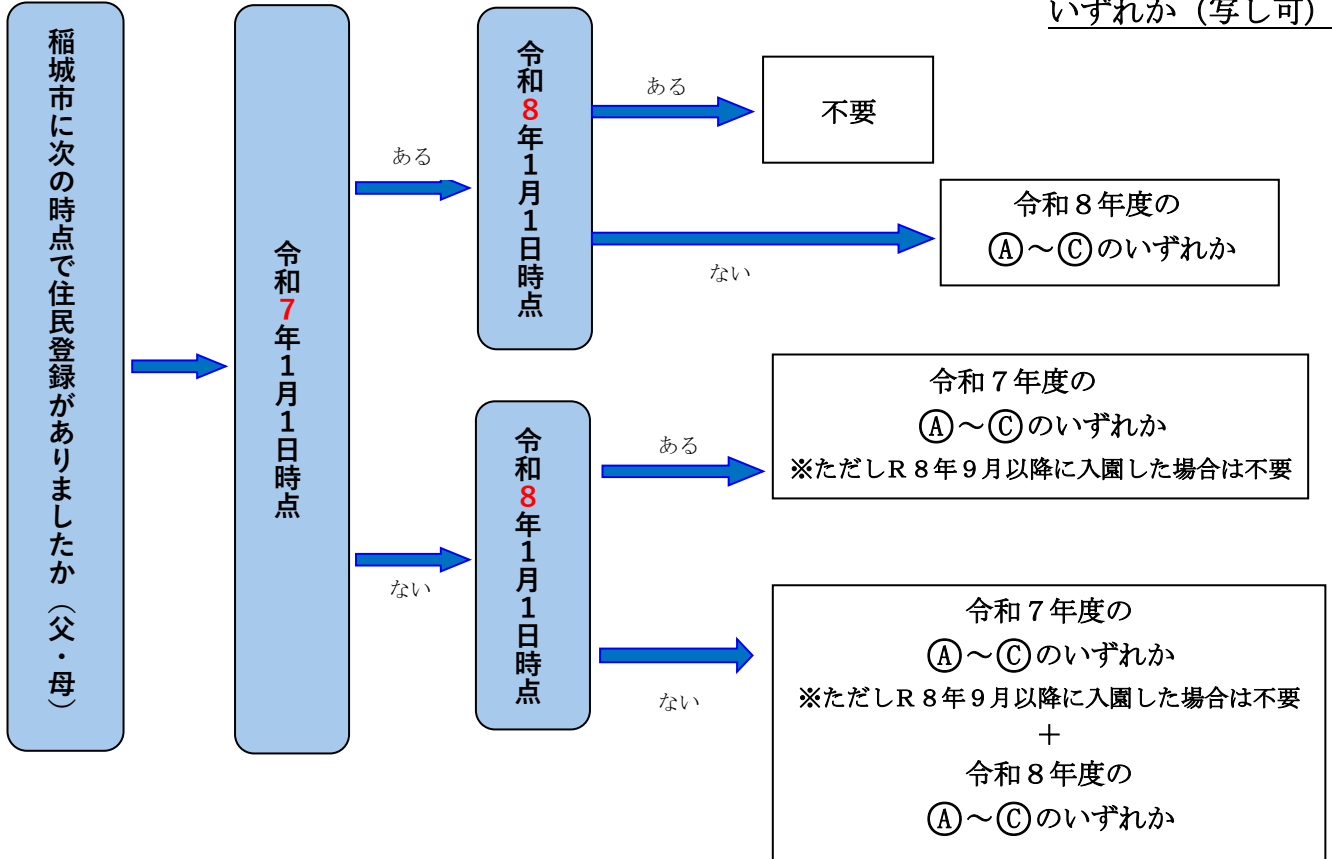 いずれか（写し可）
稲城市に次の時点で住民登録がありましたか（父・母）
令和7年1月1日時点
ある
ない
令和8年1月1日時点
ある
不要
ない
令和８年度の
Ⓐ～Ⓒのいずれか
令和8年1月1日時点
ある
令和７年度の
Ⓐ～Ⓒのいずれか
※ただしＲ８年９月以降に入園した場合は不要
ない
令和７年度の
Ⓐ～Ⓒのいずれか
※ただしＲ８年９月以降に入園した場合は不要
＋
令和８年度の
Ⓐ～Ⓒのいずれか